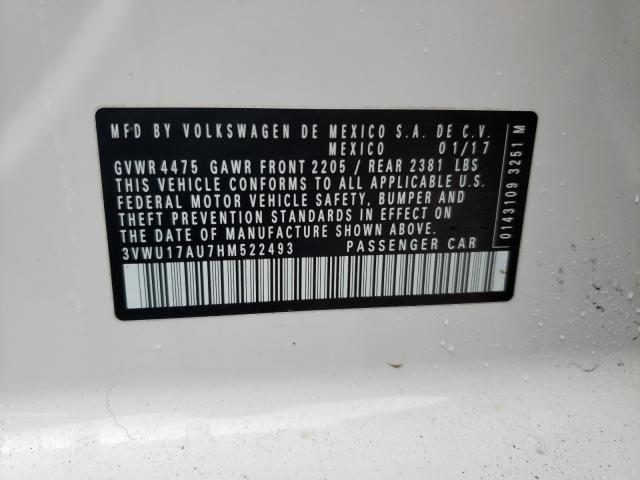 MFD BY VOLKSWAGEN DE MEXICO S.A. DE C.V.
MEXICO 01/17
GVWR 4475 GAWR FRONT 2205 / REAR 2381 LBS
THIS VEHICLE CONFORMS TO ALL APPLICABLE U.S.
FEDERAL MOTOR VEHICLE SAFETY, BUMPER AND
THEFT PREVENTION STANDARDS IN EFFECT ON
THE DATE OF MANUFACTURE SHOWN ABOVE.
3VWU17AU7HM522493 PASSENGER CAR
0143109 3251 M